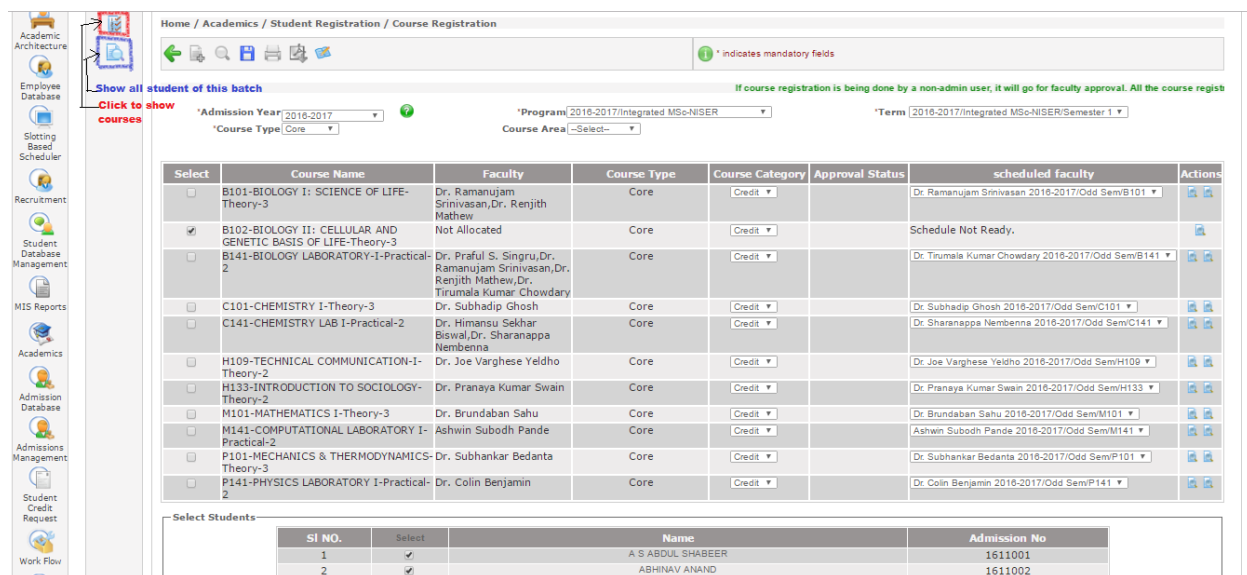 Home / Academics / Student Registration / Course Registration
Academic
Architecture
* indicates mandatory fields
Employee
Database
Show all student of this batch
If course registration is being done by a non-admin user, it will go for faculty approval. All the course regist
Click to show
courses
*Admission Year 2016-2017 *Program 2016-2017/Integrated MSc-NISER *Term 2016-2017/Integrated MSc-NISER/Semester 1
*Course Type Core Course Area --Select--
Slotting
Based
Scheduler
Recruitment
Student
Database
Management
MIS Reports
Academics
Admission
Database
Admissions
Management
Student
Credit
Request
Work Flow
Select Course Name Faculty Course Type Course Category Approval Status scheduled faculty Actions
B101-BIOLOGY I: SCIENCE OF LIFE- Dr. Ramanujam Core Credit Dr. Ramanujam Srinivasan 2016-2017/Odd Sem/B101
Theory-3 Srinivasan,Dr. Renjith
Mathew
B102-BIOLOGY II: CELLULAR AND Not Allocated Core Credit Schedule Not Ready.
GENETIC BASIS OF LIFE-Theory-3
B141-BIOLOGY LABORATORY-I-Practical- Dr. Praful S. Singru,Dr. Core Credit Dr. Tirumala Kumar Chowdary 2016-2017/Odd Sem/B141
2 Ramanujam Srinivasan,Dr.
Renjith Mathew,Dr.
Tirumala Kumar Chowdary
C101-CHEMISTRY I-Theory-3 Dr. Subhadip Ghosh Core Credit Dr. Subhadip Ghosh 2016-2017/Odd Sem/C101
C141-CHEMISTRY LAB I-Practical-2 Dr. Himansu Sekhar Core Credit Dr. Sharanappa Nembenna 2016-2017/Odd Sem/C141
Biswal,Dr. Sharanappa
Nembenna
H109-TECHNICAL COMMUNICATION-I- Dr. Joe Varghese Yeldho Core Credit Dr. Joe Varghese Yeldho 2016-2017/Odd Sem/H109
Theory-2
H133-INTRODUCTION TO SOCIOLOGY- Dr. Pranaya Kumar Swain Core Credit Dr. Pranaya Kumar Swain 2016-2017/Odd Sem/H133
Theory-2
M101-MATHEMATICS I-Theory-3 Dr. Brundaban Sahu Core Credit Dr. Brundaban Sahu 2016-2017/Odd Sem/M101
M141-COMPUTATIONAL LABORATORY I- Ashwin Subodh Pande Core Credit Ashwin Subodh Pande 2016-2017/Odd Sem/M141
Practical-2
P101-MECHANICS & THERMODYNAMICS- Dr. Subhankar Bedanta Core Credit Dr. Subhankar Bedanta 2016-2017/Odd Sem/P101
Theory-3
P141-PHYSICS LABORATORY I-Practical- Dr. Colin Benjamin Core Credit Dr. Colin Benjamin 2016-2017/Odd Sem/P141
2
Select Students
Sl NO. Select Name Admission No
1 A S ABDUL SHABEER 1611001
2 ABHINAV ANAND 1611002